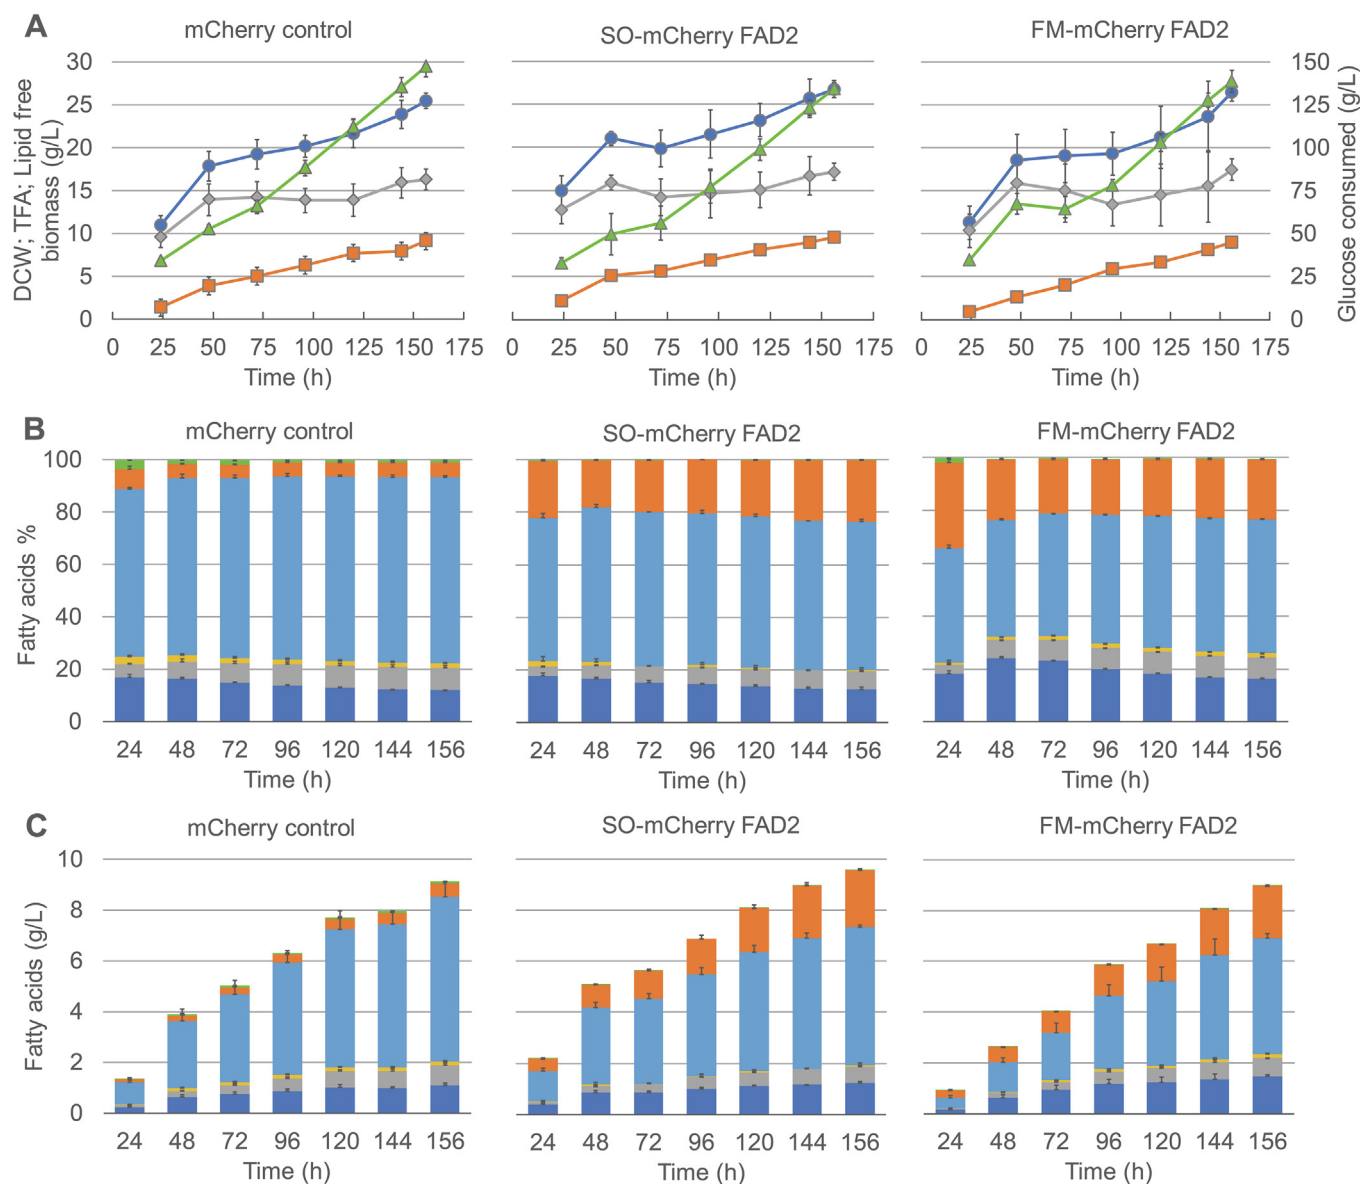 A
mCherry control
SO-mCherry FAD2
FM-mCherry FAD2
DCW; TFA; Lipid free
biomass (g/L)
30
25
20
15
10
5
0
150
125
100
75
50
25
0
Glucose consumed (g/L)
0 25 50 75 100 125 150 175
0 25 50 75 100 125 150 175
0 25 50 75 100 125 150 175
Time (h)
Time (h)
Time (h)
B
mCherry control
SO-mCherry FAD2
FM-mCherry FAD2
Fatty acids %
100
80
60
40
20
0
24 48 72 96 120 144 156
24 48 72 96 120 144 156
24 48 72 96 120 144 156
Time (h)
Time (h)
Time (h)
C
mCherry control
SO-mCherry FAD2
FM-mCherry FAD2
Fatty acids (g/L)
10
8
6
4
2
0
24 48 72 96 120 144 156
24 48 72 96 120 144 156
24 48 72 96 120 144 156
Time (h)
Time (h)
Time (h)